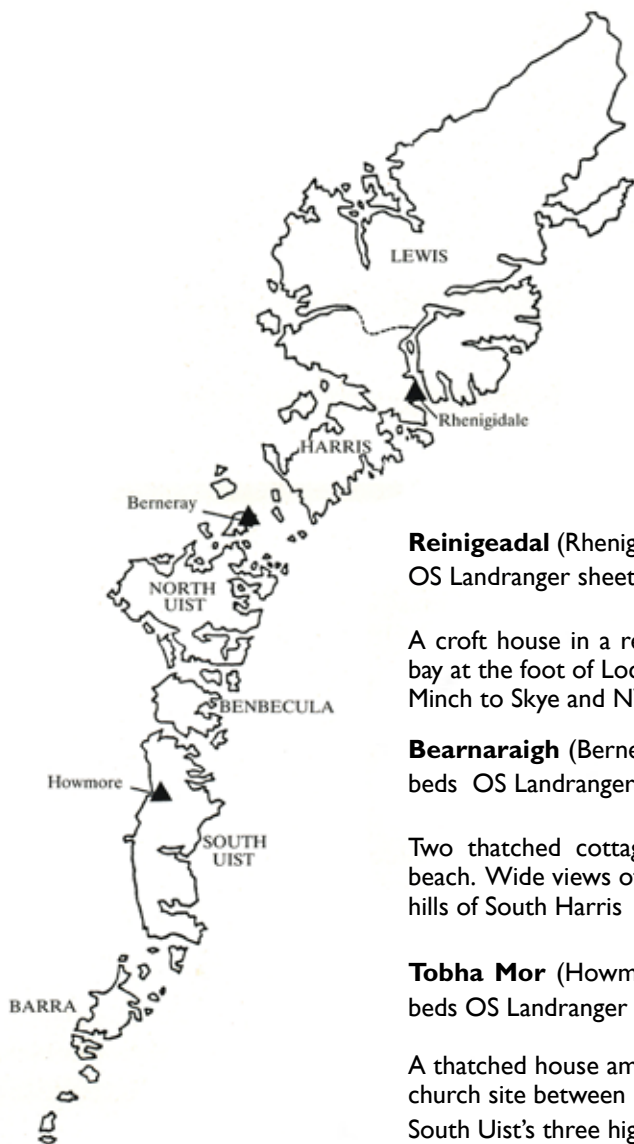 LEWIS
Rhenigidale
HARRIS
Berneray
NORTH
UIST
BENBECULA
Howmore
SOUTH
UIST
BARRA
Reinigeadal (Rhenig
OS Landranger sheet
A croft house in a re
bay at the foot of Loc
Minch to Skye and N
Bearnaraigh (Berne
beds OS Landranger
Two thatched cottag
beach. Wide views of
hills of South Harris
Tobha Mor (Howm
beds OS Landranger
A thatched house am
church site between
South Uist's three hig